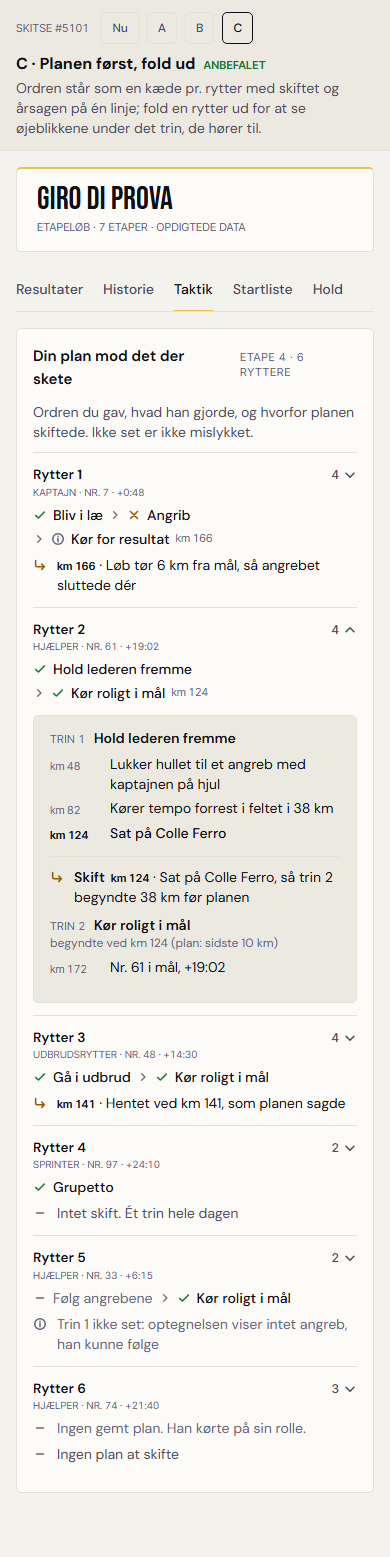 SKITSE #5101 Nu A B C
C · Planen først, fold ud ANBEFALET
Ordren står som en kæde pr. rytter med skiftet og
årsagen på én linje; fold en rytter ud for at se
øjeblikkene under det trin, de hører til.
GIRO DI PROVA
ETAPELØB · 7 ETAPER · OPDIGTEDE DATA
Resultater Historie Taktik Startliste Hold
Din plan mod det der
skete
ETAPE 4 · 6
RYTTERE
Ordren du gav, hvad han gjorde, og hvorfor planen
skiftede. Ikke set er ikke mislykket.
Rytter 1 4
KAPTAJN · NR. 7 · +0:48
Bliv i læ Angrib
Kør for resultat km 166
km 166 · Løb tør 6 km fra mål, så angrebet
sluttede dér
Rytter 2 4
HJÆLPER · NR. 61 · +19:02
Hold lederen fremme
Kør roligt i mål km 124
TRIN 1 Hold lederen fremme
km 48 Lukker hullet til et angreb med
kaptajnen på hjul
km 82 Kører tempo forrest i feltet i 38 km
km 124 Sat på Colle Ferro
Skift km 124 · Sat på Colle Ferro, så trin 2
begyndte 38 km før planen
TRIN 2 Kør roligt i mål
begyndte ved km 124 (plan: sidste 10 km)
km 172 Nr. 61 i mål, +19:02
Rytter 3 4
UDBRUDSRYTTER · NR. 48 · +14:30
Gå i udbrud Kør roligt i mål
km 141 · Hentet ved km 141, som planen sagde
Rytter 4 2
SPRINTER · NR. 97 · +24:10
Grupetto
Intet skift. Ét trin hele dagen
Rytter 5 2
HJÆLPER · NR. 33 · +6:15
Følg angrebene Kør roligt i mål
Trin 1 ikke set: optegnelsen viser intet angreb,
han kunne følge
Rytter 6 3
HJÆLPER · NR. 74 · +21:40
Ingen gemt plan. Han kørte på sin rolle.
Ingen plan at skifte